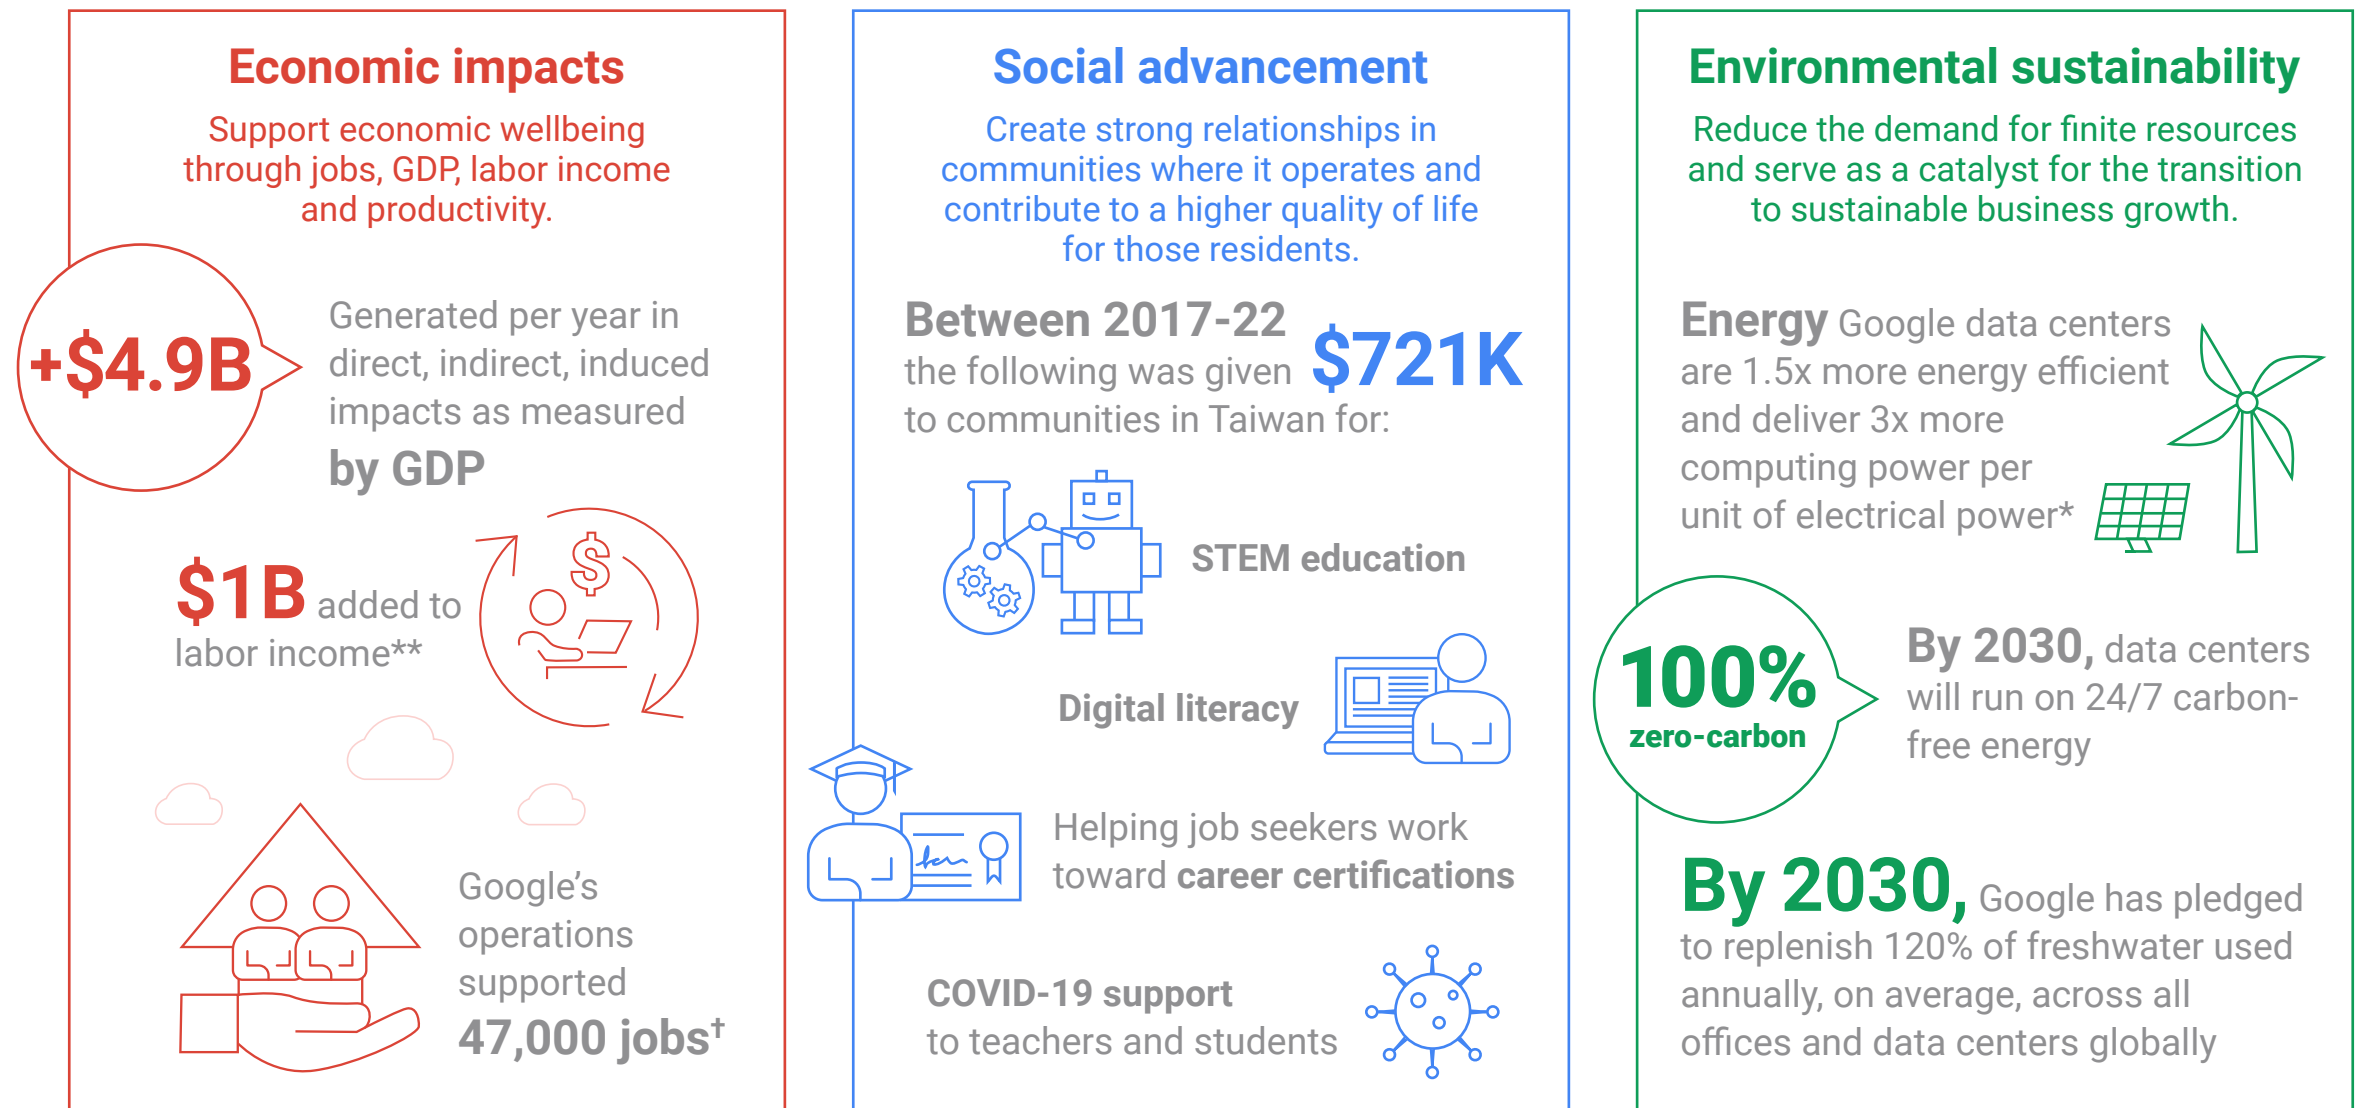 Economic impacts
Support economic wellbeing
through jobs, GDP, labor income
and productivity.
+$4.9B
Generated per year in
direct, indirect, induced
impacts as measured
by GDP
$1B added to
labor income**
Google’s
operations
supported
47,000 jobs†
Social advancement
Create strong relationships in
communities where it operates and
contribute to a higher quality of life
for those residents.
Between 2017-22
the following was given $721K
to communities in Taiwan for:
STEM education
Digital literacy
Helping job seekers work
toward career certifications
COVID-19 support
to teachers and students
Environmental sustainability
Reduce the demand for finite resources
and serve as a catalyst for the transition
to sustainable business growth.
Energy Google data centers
are 1.5x more energy efficient
and deliver 3x more
computing power per
unit of electrical power*
100%
zero-carbon
By 2030, data centers
will run on 24/7 carbon-
free energy
By 2030, Google has pledged
to replenish 120% of freshwater used
annually, on average, across all
offices and data centers globally